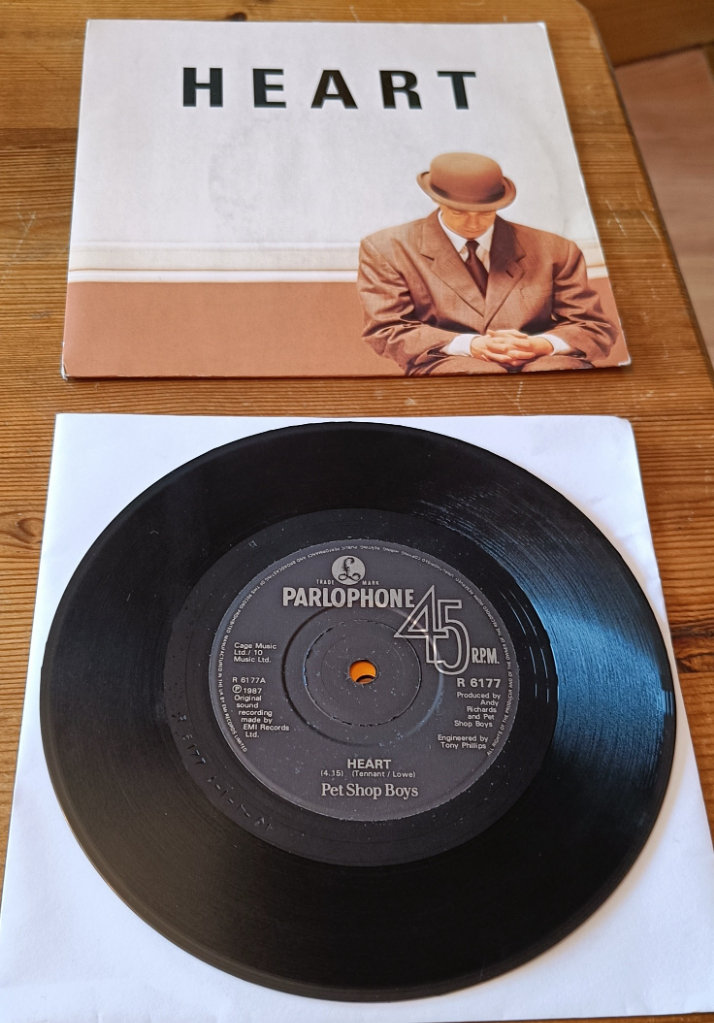 HEART
TRADE MARK
PARLOPHONE
45
R.P.M.
Cage Music
Ltd./ 10
Music Ltd.
R 6177A
Ⓟ 1987
Original
sound
recording
made by
EMI Records
Ltd.
R 6177
Produced by
Andy
Richards
and Pet
Shop Boys
Engineered by
Tony Phillips
HEART
(4.15) (Tennant / Lowe)
Pet Shop Boys